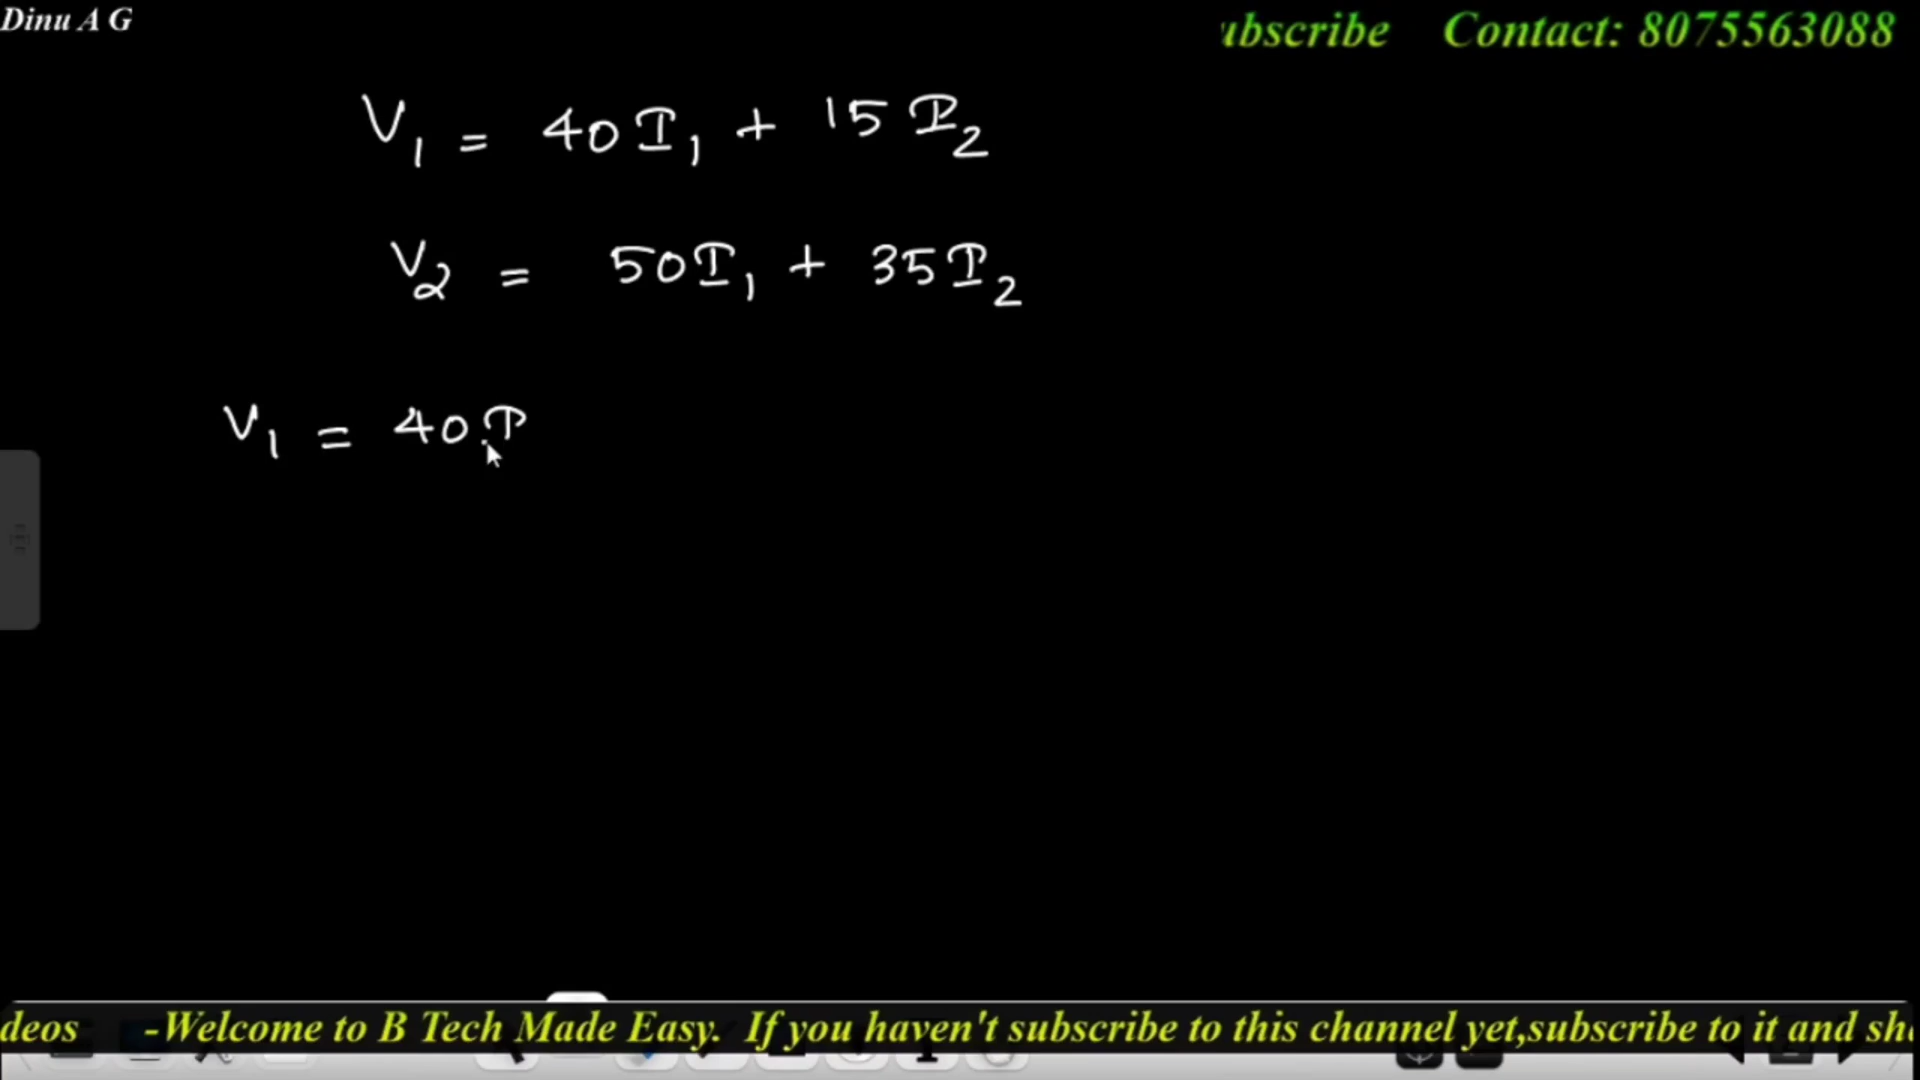 Dinu A G
ubscribe Contact: 8075563088
V₁ = 40I₁ + 15I₂
V₂ = 50I₁ + 35I₂
V₁ = 40I
deos -Welcome to B Tech Made Easy. If you haven't subscribe to this channel yet,subscribe to it and sh